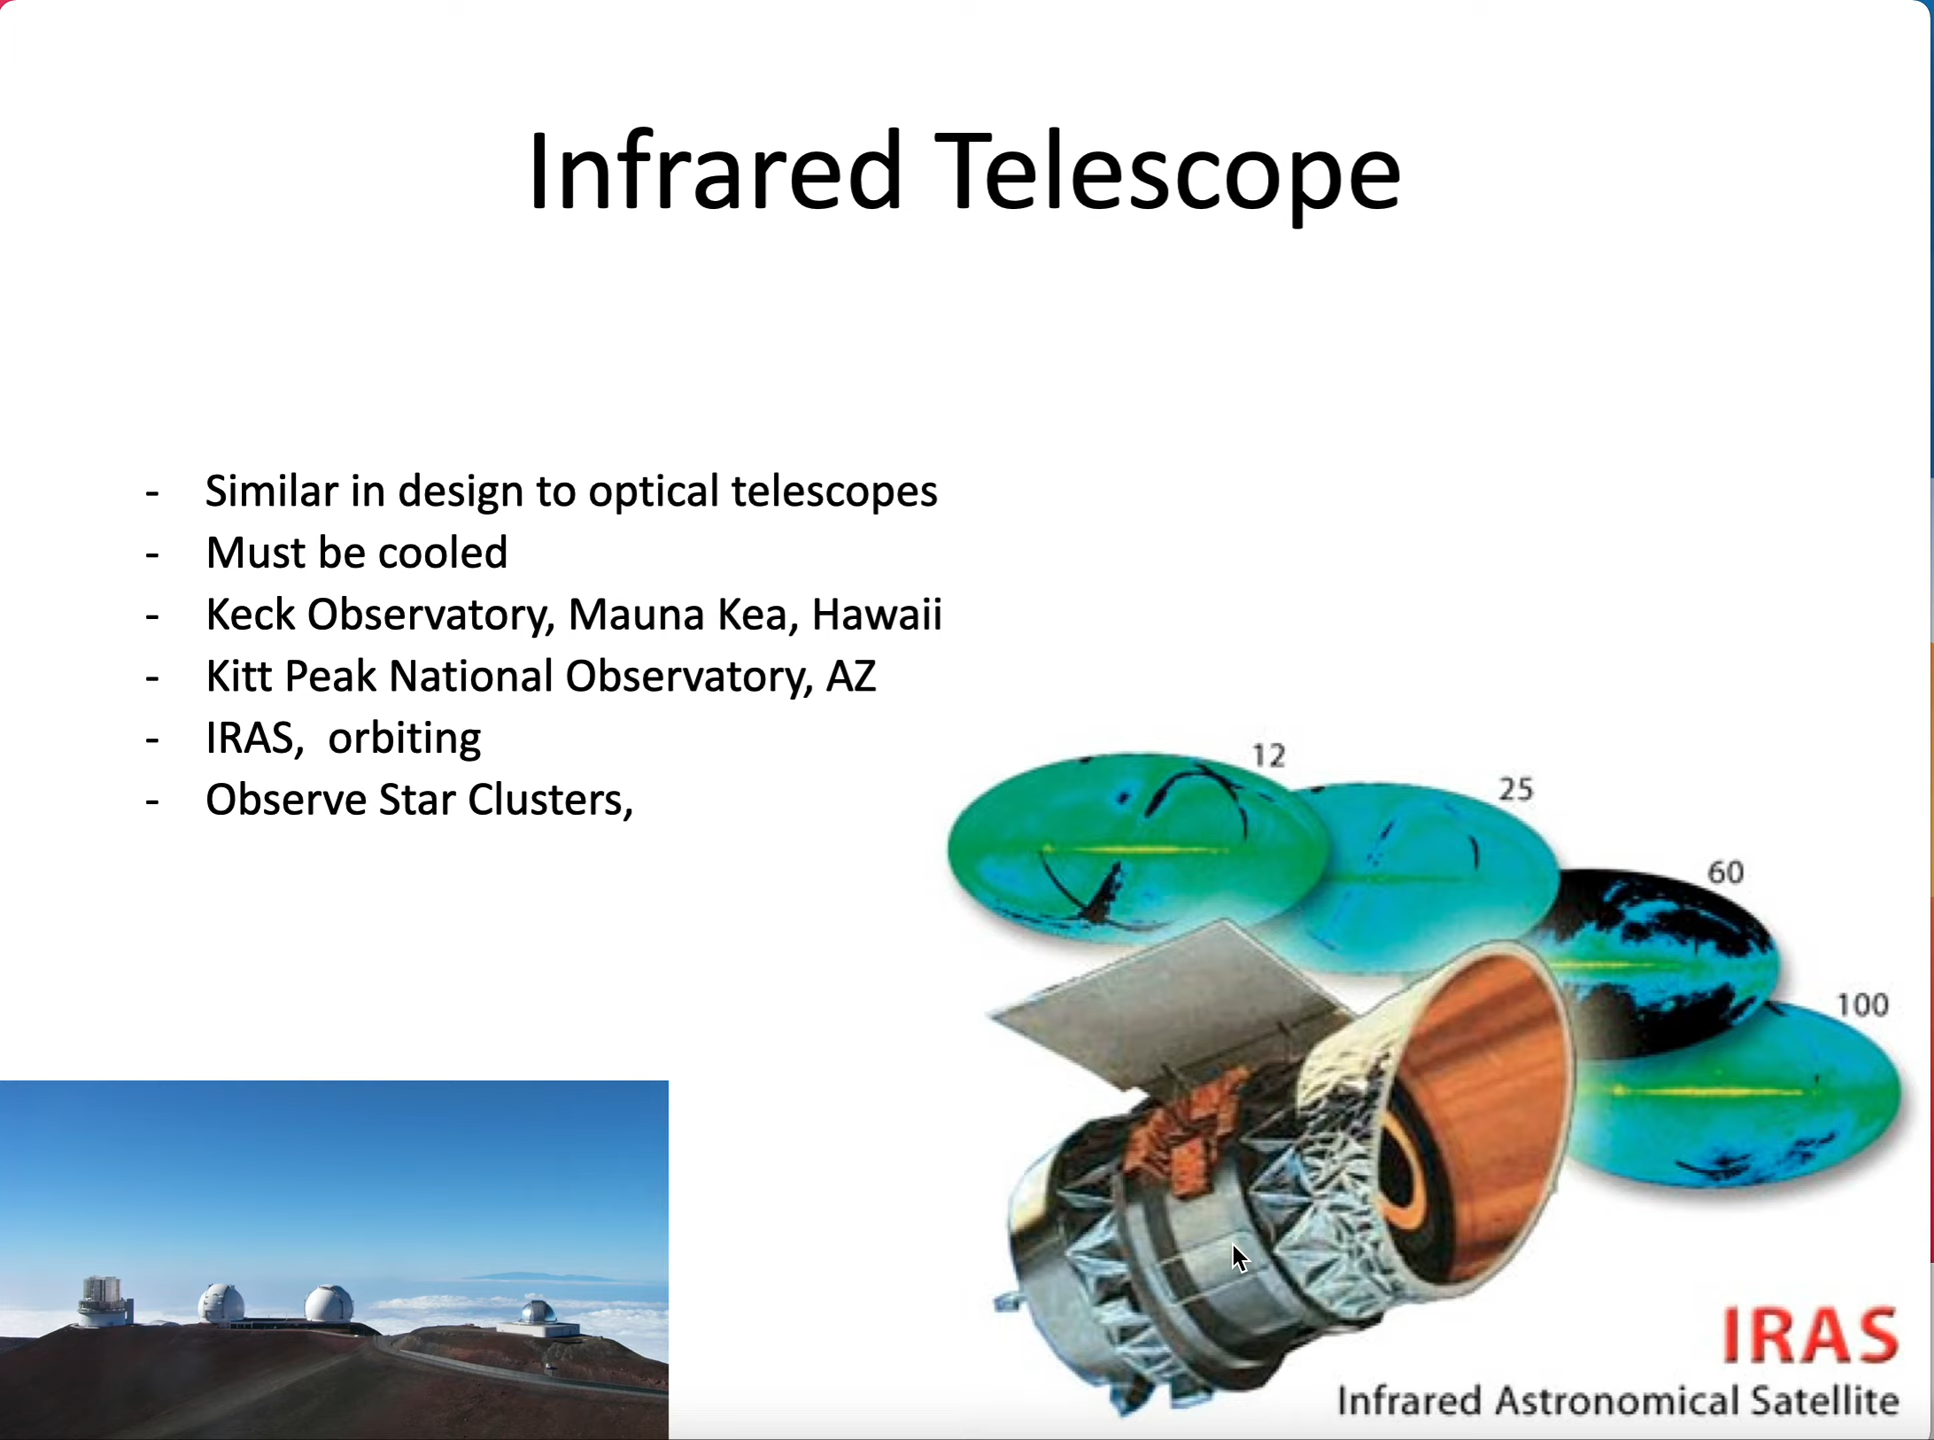 Infrared Telescope
- Similar in design to optical telescopes
- Must be cooled
- Keck Observatory, Mauna Kea, Hawaii
- Kitt Peak National Observatory, AZ
- IRAS,  orbiting
- Observe Star Clusters,
12
25
60
100
IRAS
Infrared Astronomical Satellite